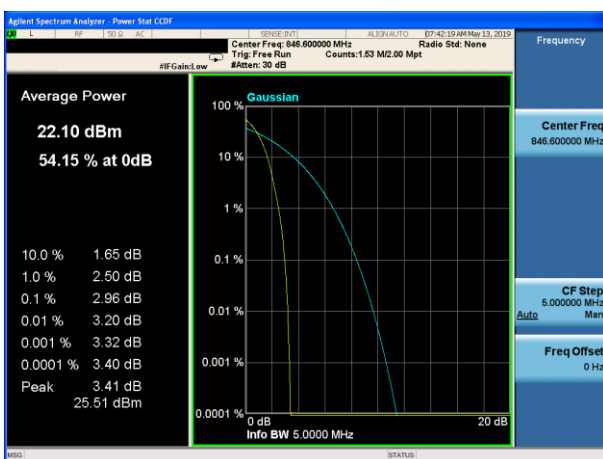 Agilent Spectrum Analyzer - Power Stat CCDF
LXI L RF 50 Ω AC SENSE:INT ALIGN AUTO 07:42:19 AM May 13, 2019
Center Freq: 846.600000 MHz Radio Std: None
Trig: Free Run Counts:1.53 M/2.00 Mpt
#IFGain:Low #Atten: 30 dB
Frequency
Average Power
22.10 dBm
54.15 % at 0dB
10.0 % 1.65 dB
1.0 % 2.50 dB
0.1 % 2.96 dB
0.01 % 3.20 dB
0.001 % 3.32 dB
0.0001 % 3.40 dB
Peak 3.41 dB
25.51 dBm
Gaussian
100 %
10 %
1 %
0.1 %
0.01 %
0.001 %
0.0001 %
0 dB 20 dB
Info BW 5.0000 MHz
Center Freq
846.600000 MHz
CF Step
5.000000 MHz
Auto Man
Freq Offset
0 Hz
MSG STATUS